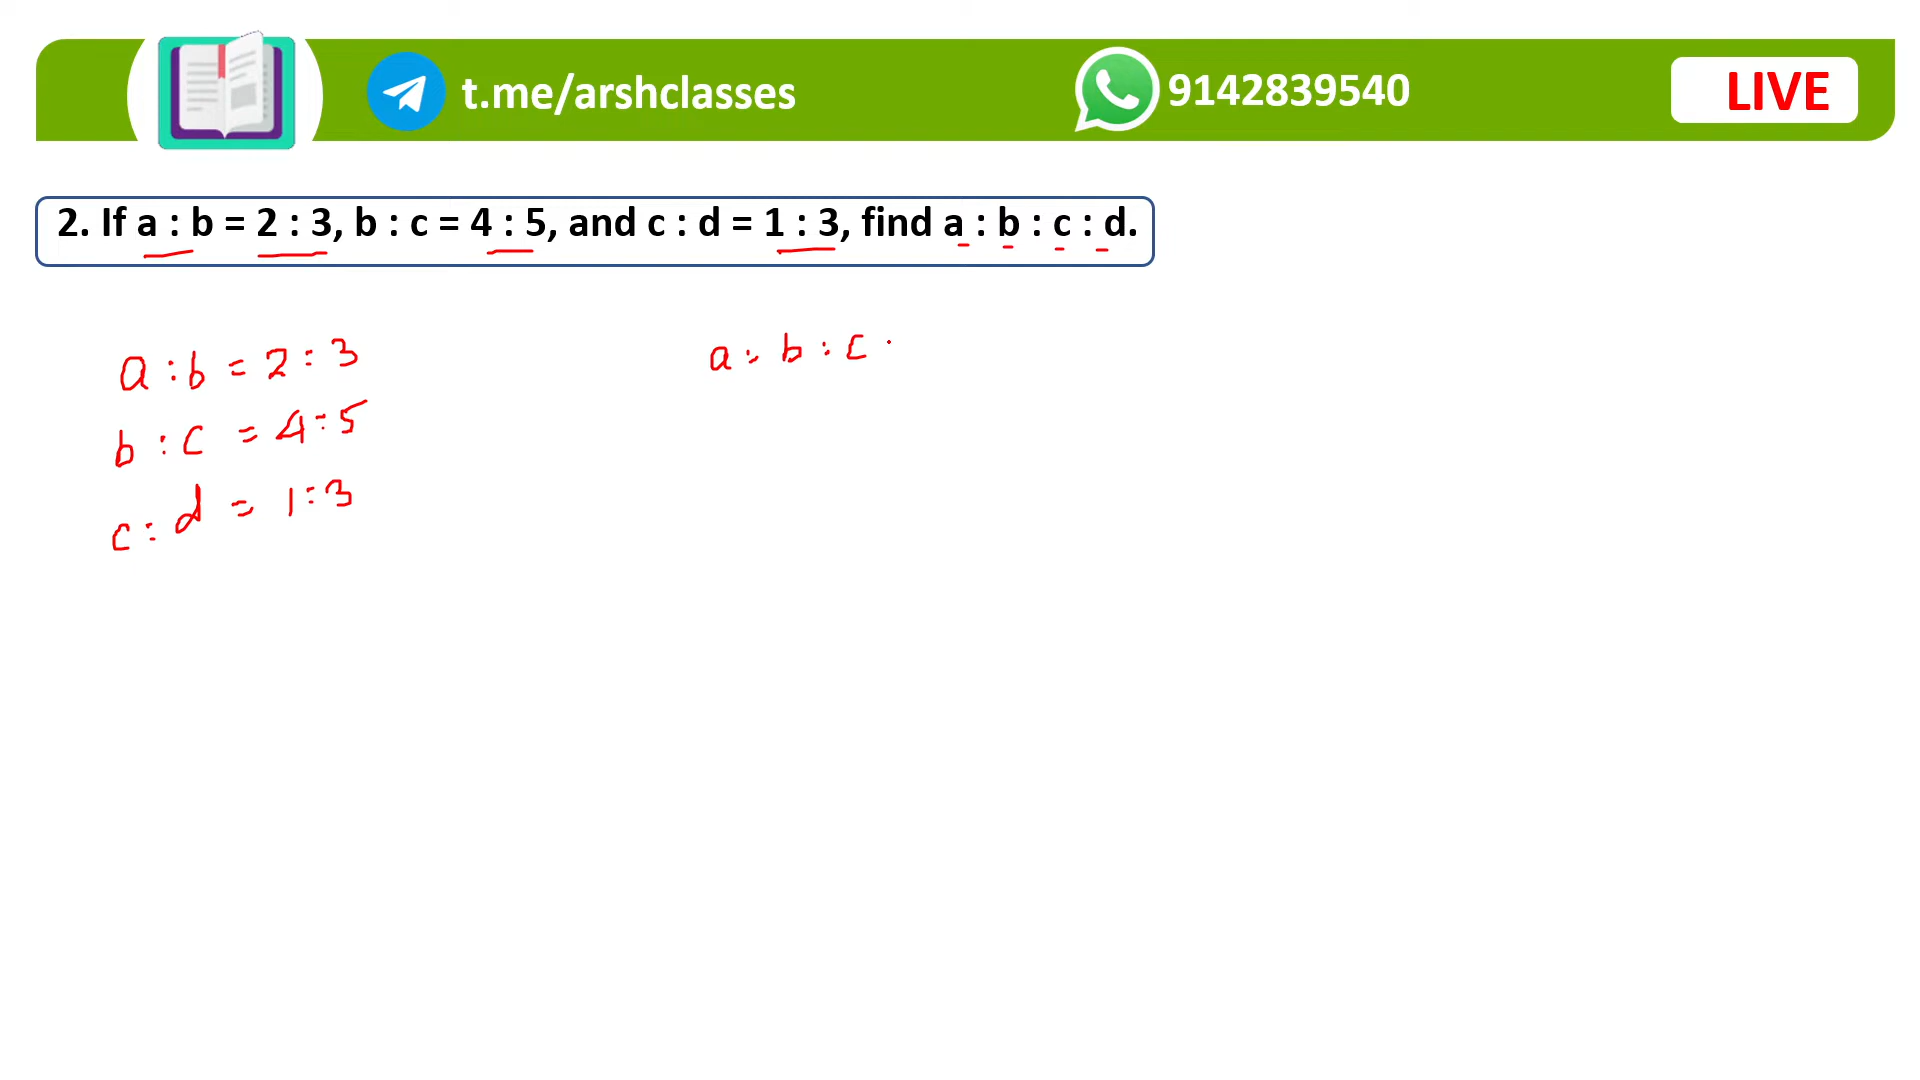 t.me/arshclasses
9142839540
LIVE
2. If a : b = 2 : 3, b : c = 4 : 5, and c : d = 1 : 3, find a : b : c : d.
a : b = 2 : 3
b : c = 4 : 5
c : d = 1 : 3
a : b : c .